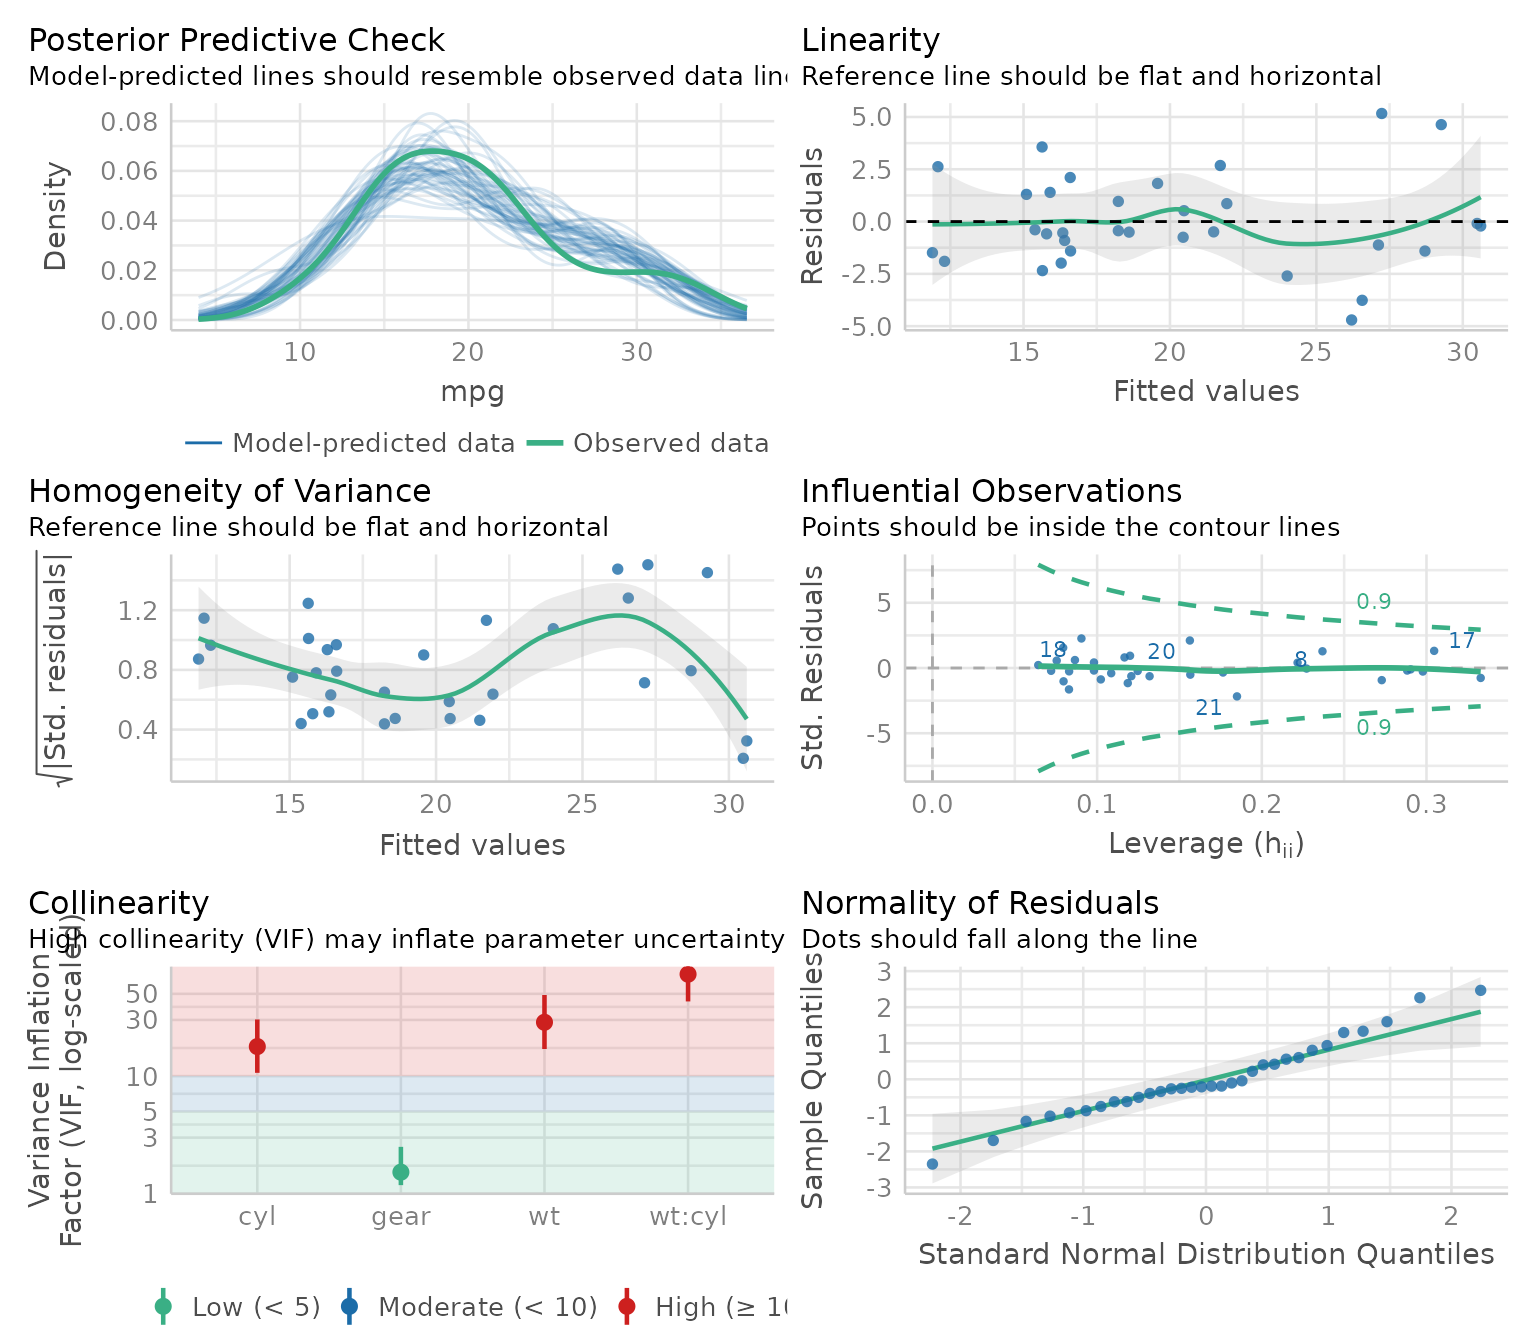 Posterior Predictive Check
Model-predicted lines should resemble observed data
0.08
0.06
0.04
0.02
0.00
Density
10 20 30
mpg
Model-predicted data Observed data
Linearity
Reference line should be flat and horizontal
5.0
2.5
0.0
-2.5
-5.0
Residuals
15 20 25 30
Fitted values
Homogeneity of Variance
Reference line should be flat and horizontal
1.2
0.8
0.4
√|Std. residuals|
15 20 25 30
Fitted values
Influential Observations
Points should be inside the contour lines
5
0
-5
Std. Residuals
0.9
17
18
20
8
21
0.9
0.0 0.1 0.2 0.3
Leverage (hii)
Collinearity
High collinearity (VIF) may inflate parameter uncertainty
50
30
10
5
3
1
Variance Inflation
Factor (VIF, log-scaled)
cyl gear wt wt:cyl
Low (< 5) Moderate (< 10) High (≥
Normality of Residuals
Dots should fall along the line
3
2
1
0
-1
-2
-3
Sample Quantiles
-2 -1 0 1 2
Standard Normal Distribution Quantiles